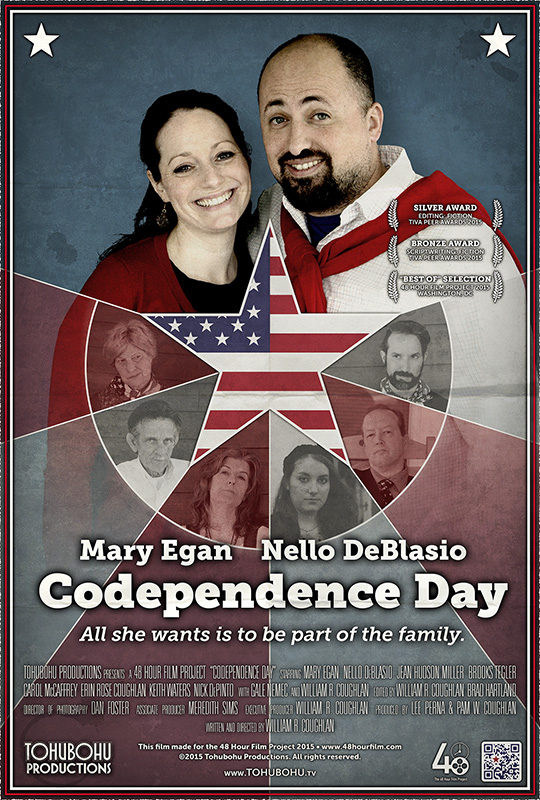 SILVER AWARD
EDITING: FICTION
TIVA PEER AWARDS 2015
BRONZE AWARD
SCRIPTWRITING: FICTION
TIVA PEER AWARDS 2015
"BEST OF" SELECTION
48 HOUR FILM PROJECT 2015
WASHINGTON, DC
Mary Egan Nello DeBlasio
Codependence Day
All she wants is to be part of the family.
TOHUBOHU PRODUCTIONS PRESENTS A 48 HOUR FILM PROJECT "CODEPENDENCE DAY" STARRING MARY EGAN NELLO DeBLASIO JEAN HUDSON MILLER BROOKS TEGLER
CAROL McCAFFREY ERIN ROSE COUGHLAN KEITH WATERS NICK DePINTO WITH GALE NEMEC AND WILLIAM R. COUGHLAN EDITED BY WILLIAM R. COUGHLAN BRAD HARTLAND
DIRECTOR OF PHOTOGRAPHY DAN FOSTER ASSOCIATE PRODUCER MEREDITH SIMS EXECUTIVE PRODUCER WILLIAM R. COUGHLAN PRODUCED BY LEE PERNA & PAM W. COUGHLAN
WRITTEN AND DIRECTED BY WILLIAM R. COUGHLAN
TOHUBOHU
PRODUCTIONS
This film made for the 48 Hour Film Project 2015 • www.48hourfilm.com
©2015 Tohubohu Productions. All rights reserved.
www.TOHUBOHU.TV
48
The 48 Hour Film Project